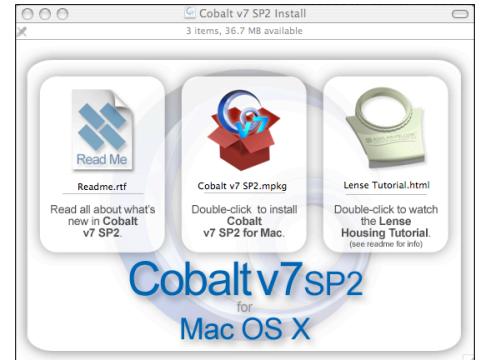 Cobalt v7 SP2 Install
3 items, 36.7 MB available
Read Me
v7
Readme.rtf
Cobalt v7 SP2.mpkg
Lense Tutorial.html
Read all about what's
new in Cobalt
v7 SP2.
Double-click to install
Cobalt
v7 SP2 for Mac.
Double-click to watch
the Lense
Housing Tutorial.
(see readme for info)
Cobalt v7 SP2
for
Mac OS X